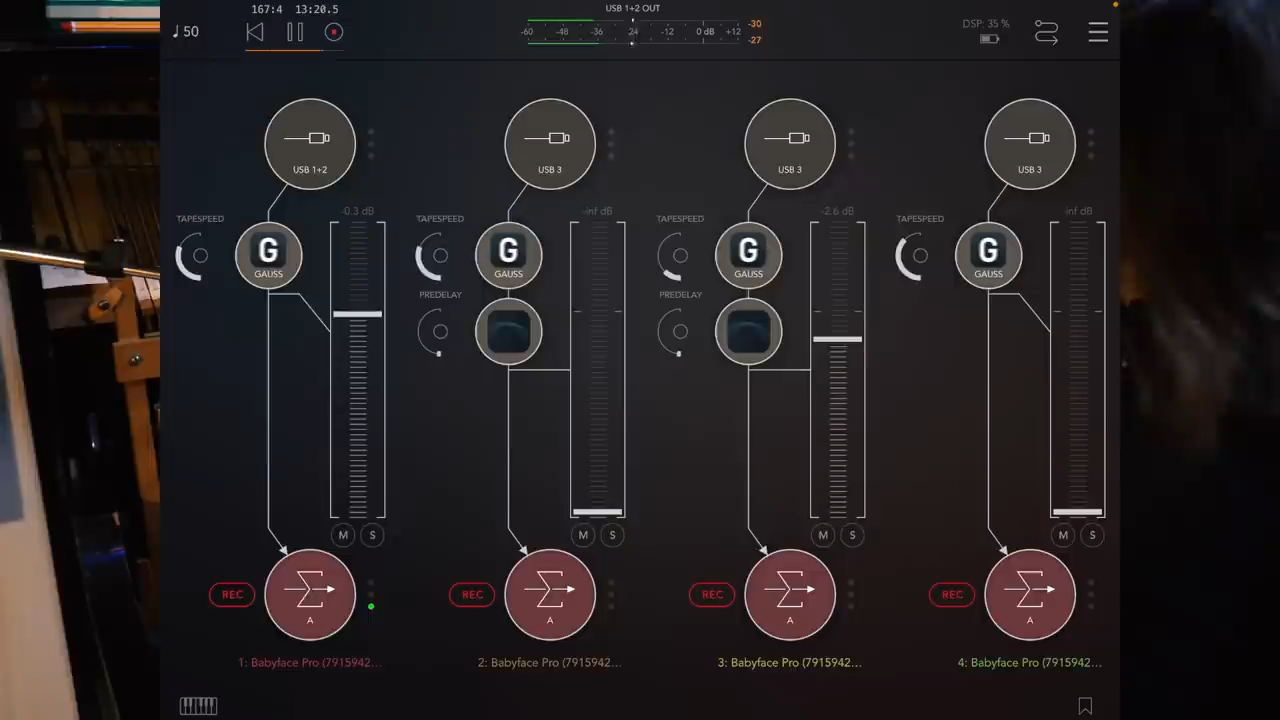 167:4 13:20.5
USB 1+2 OUT
50
-60 -48 -36 24 -12 0 dB +12
-30
-27
DSP: 35 %
USB 1+2
USB 3
USB 3
USB 3
-0.3 dB
-inf dB
-2.6 dB
inf dB
TAPESPEED
TAPESPEED
TAPESPEED
TAPESPEED
G
GAUSS
G
GAUSS
G
GAUSS
G
GAUSS
PREDELAY
PREDELAY
M S
M S
M S
M S
REC
REC
REC
REC
A
A
A
A
1: Babyface Pro (7915942...
2: Babyface Pro (7915942...
3: Babyface Pro (7915942...
4: Babyface Pro (7915942...